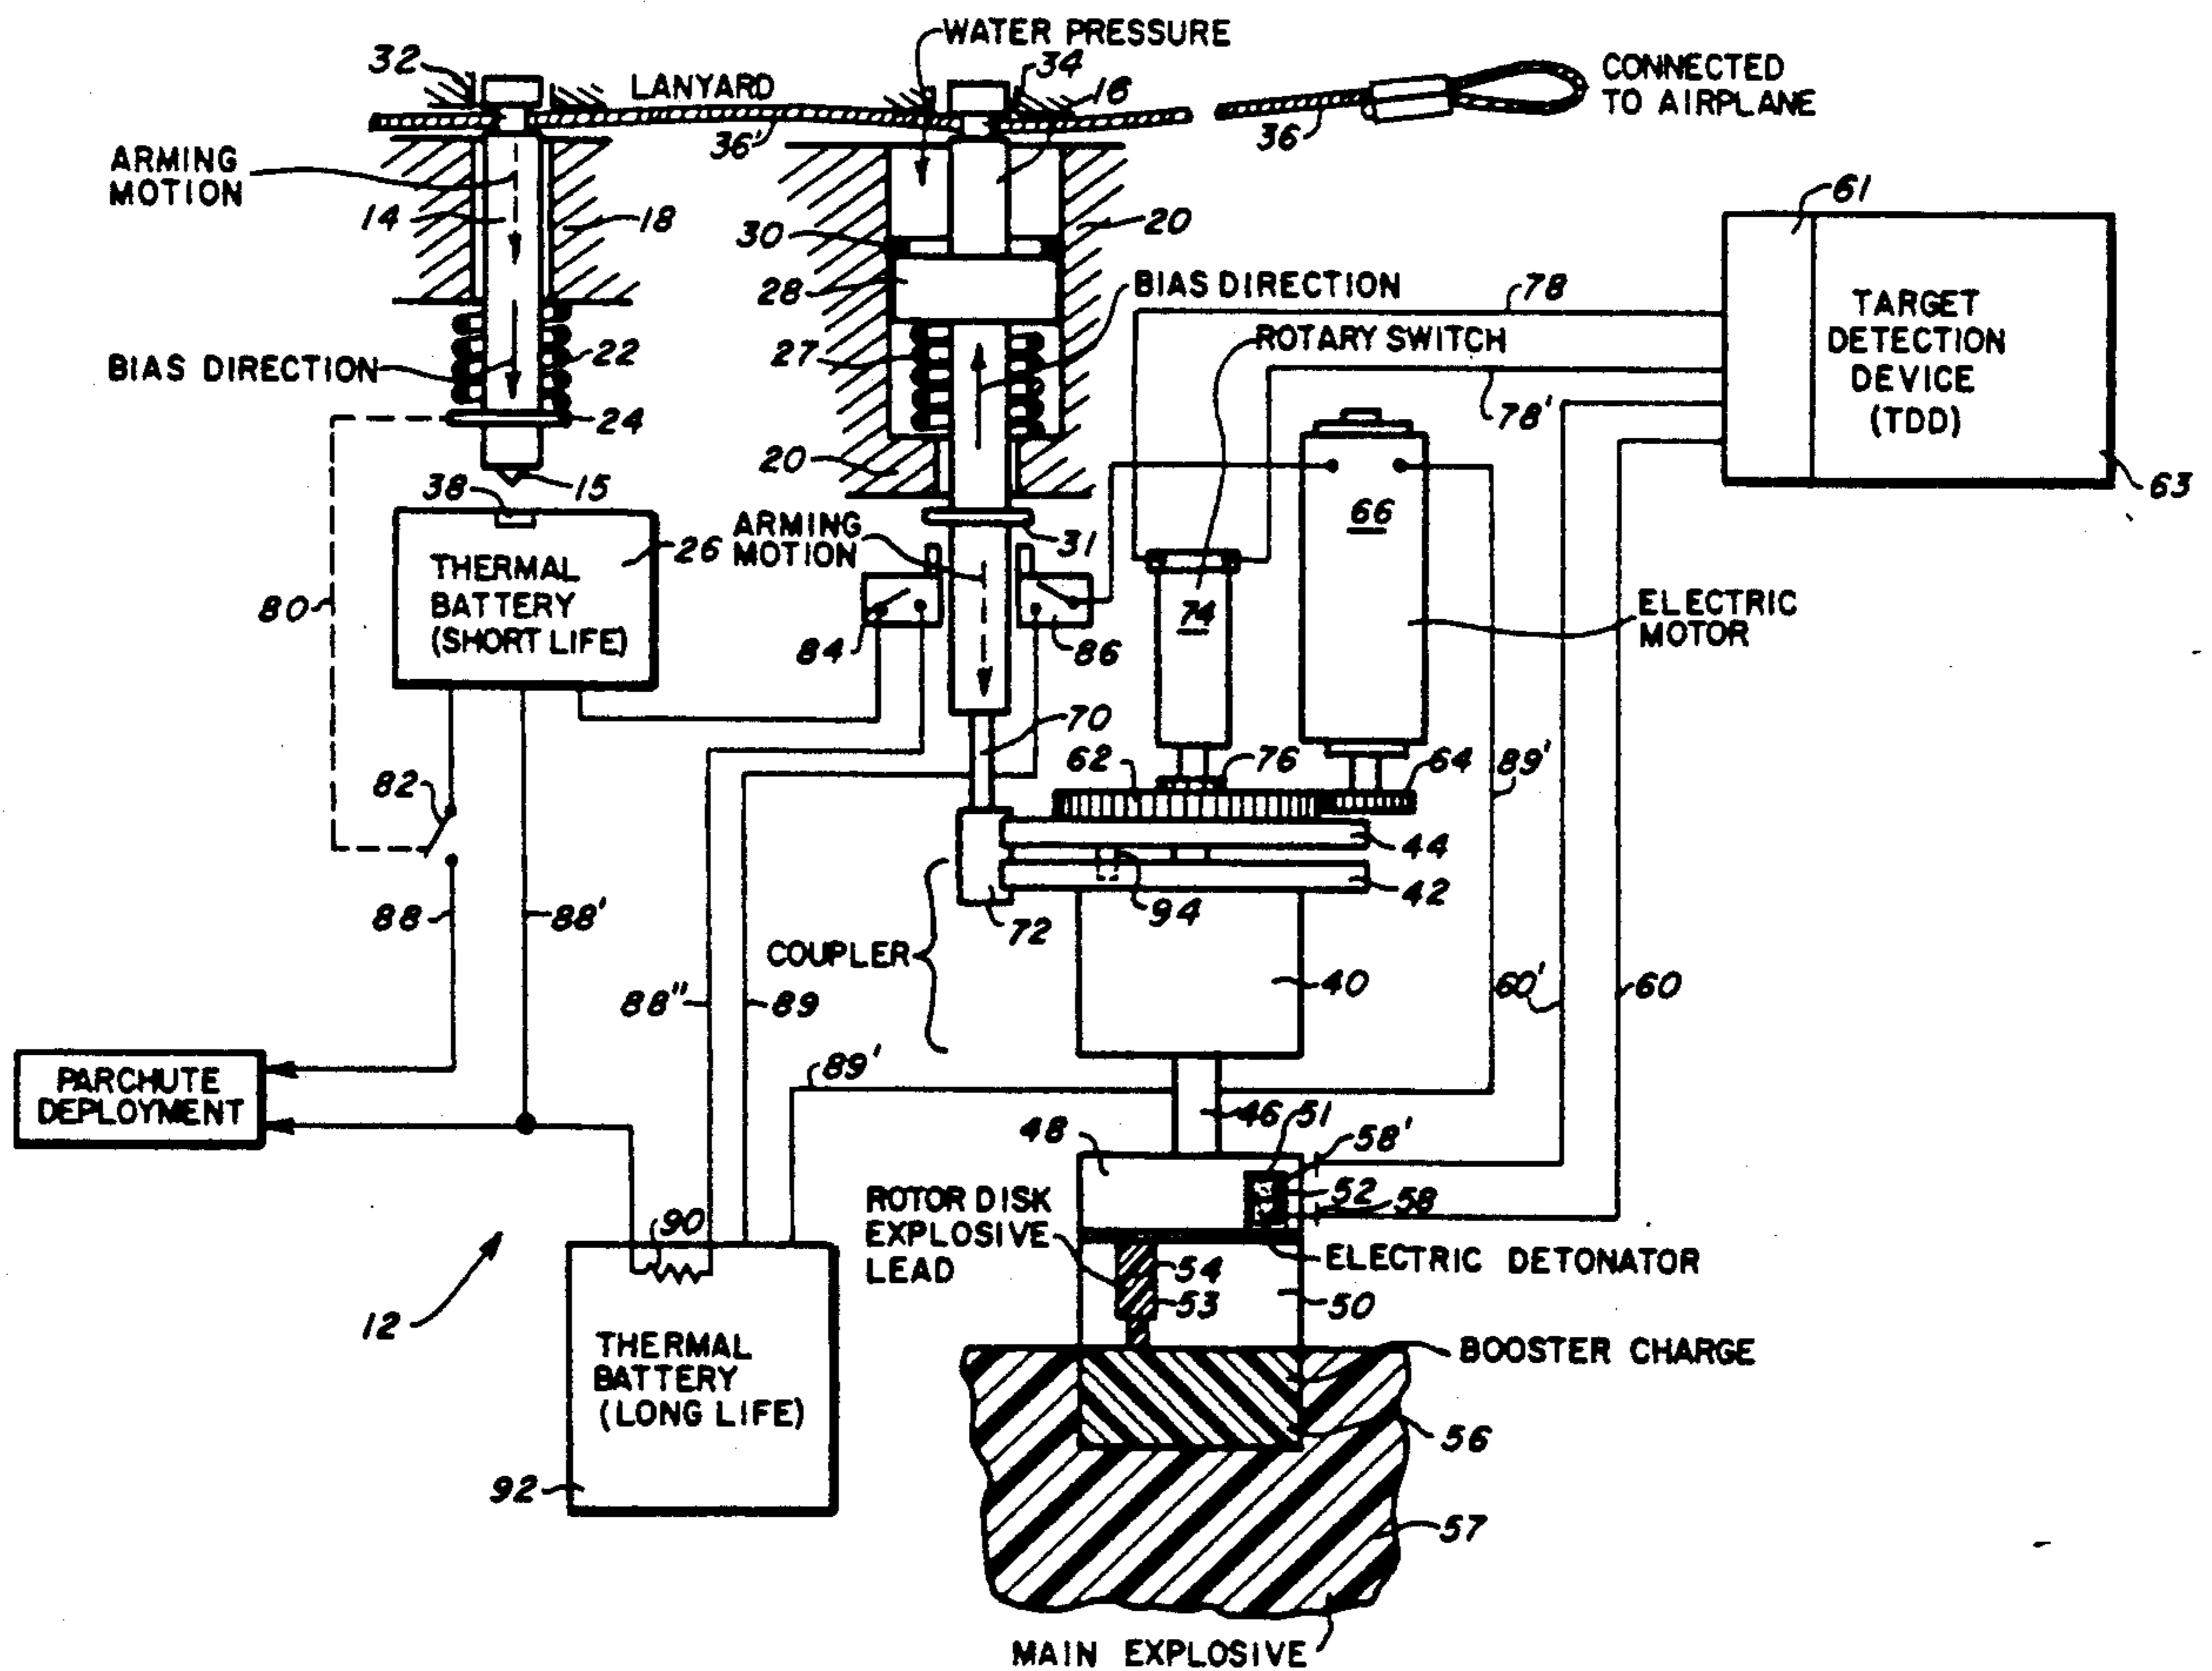 WATER PRESSURE
32
LANYARD
34
16
CONNECTED
TO AIRPLANE
36'
36
ARMING
MOTION
14
18
30
20
61
28
BIAS DIRECTION
78
TARGET
DETECTION
DEVICE
(TDD)
ROTARY SWITCH
BIAS DIRECTION
22
27
78'
24
20
15
38
63
66
ARMING
MOTION
31
26
THERMAL
BATTERY
(SHORT LIFE)
80
74
ELECTRIC
MOTOR
84
86
70
62
76
64
89'
82
44
42
94
72
88
88'
COUPLER
40
88"
89
60'
60
PARCHUTE
DEPLOYMENT
89'
46
51
48
58'
52
58
ROTOR DISK
EXPLOSIVE
LEAD
90
ELECTRIC DETONATOR
54
53
50
12
THERMAL
BATTERY
(LONG LIFE)
BOOSTER CHARGE
56
92
57
MAIN EXPLOSIVE